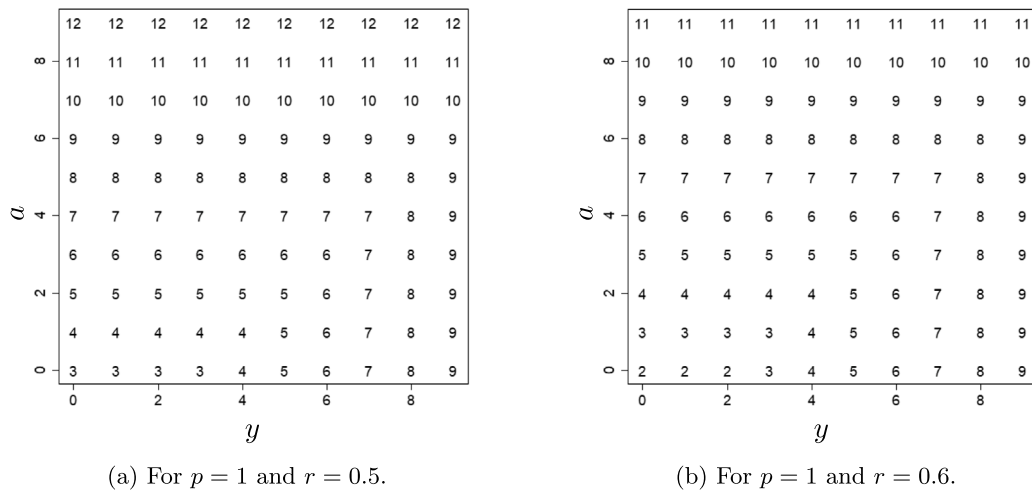 12 12 12 12 12 12 12 12 12 12
8 11 11 11 11 11 11 11 11 11 11
10 10 10 10 10 10 10 10 10 10
6 9 9 9 9 9 9 9 9 9 9
8 8 8 8 8 8 8 8 8 9
4 7 7 7 7 7 7 7 7 8 9
6 6 6 6 6 6 6 7 8 9
2 5 5 5 5 5 5 6 7 8 9
4 4 4 4 4 5 6 7 8 9
0 3 3 3 3 4 5 6 7 8 9
0 2 4 6 8
a
y
(a) For p = 1 and r = 0.5.
11 11 11 11 11 11 11 11 11 11
8 10 10 10 10 10 10 10 10 10 10
9 9 9 9 9 9 9 9 9 9
6 8 8 8 8 8 8 8 8 8 9
7 7 7 7 7 7 7 7 8 9
4 6 6 6 6 6 6 6 7 8 9
5 5 5 5 5 5 6 7 8 9
2 4 4 4 4 4 5 6 7 8 9
3 3 3 3 4 5 6 7 8 9
0 2 2 2 3 4 5 6 7 8 9
0 2 4 6 8
a
y
(b) For p = 1 and r = 0.6.